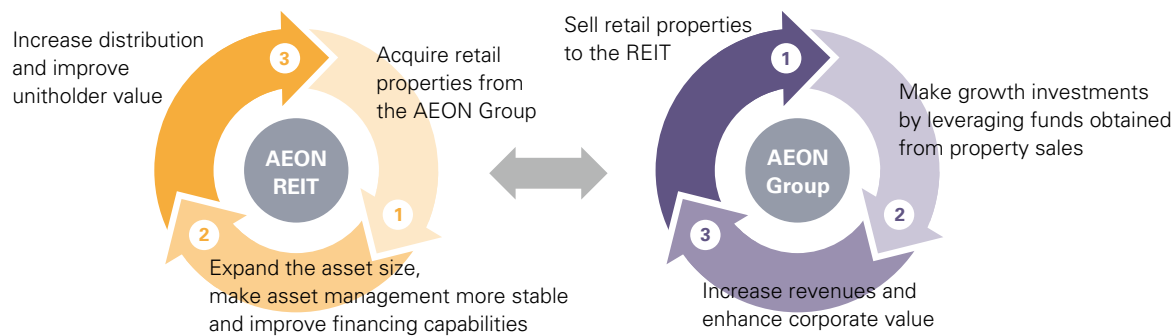 Increase distribution
and improve
unitholder value
3
Acquire retail
properties from
the AEON Group
AEON
REIT
1
2
Expand the asset size,
make asset management more stable
and improve financing capabilities
Sell retail properties
to the REIT
1
Make growth investments
by leveraging funds obtained
from property sales
AEON
Group
2
3
Increase revenues and
enhance corporate value